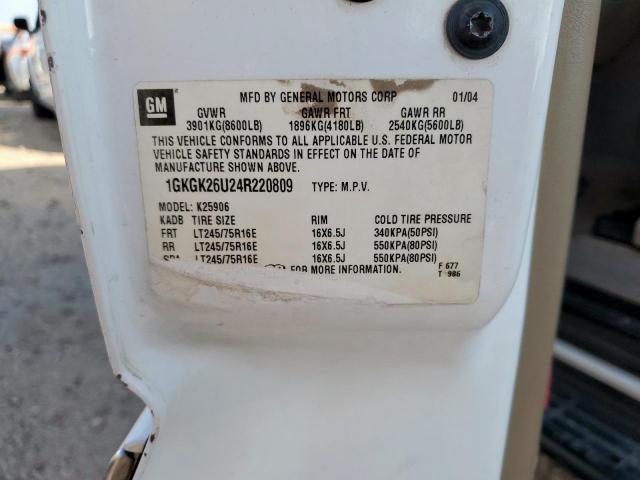 GM
MFD BY GENERAL MOTORS CORP 01/04
GVWR GAWR FRT GAWR RR
3901KG(8600LB) 1896KG(4180LB) 2540KG(5600LB)
THIS VEHICLE CONFORMS TO ALL APPLICABLE U.S. FEDERAL MOTOR
VEHICLE SAFETY STANDARDS IN EFFECT ON THE DATE OF
MANUFACTURE SHOWN ABOVE.
1GKGK26U24R220809 TYPE: M.P.V.
MODEL: K25906
KADB TIRE SIZE RIM COLD TIRE PRESSURE
FRT LT245/75R16E 16X6.5J 340KPA(50PSI)
RR LT245/75R16E 16X6.5J 550KPA(80PSI)
LT245/75R16E 16X6.5J 550KPA(80PSI)
FOR MORE INFORMATION. F 677
T 986